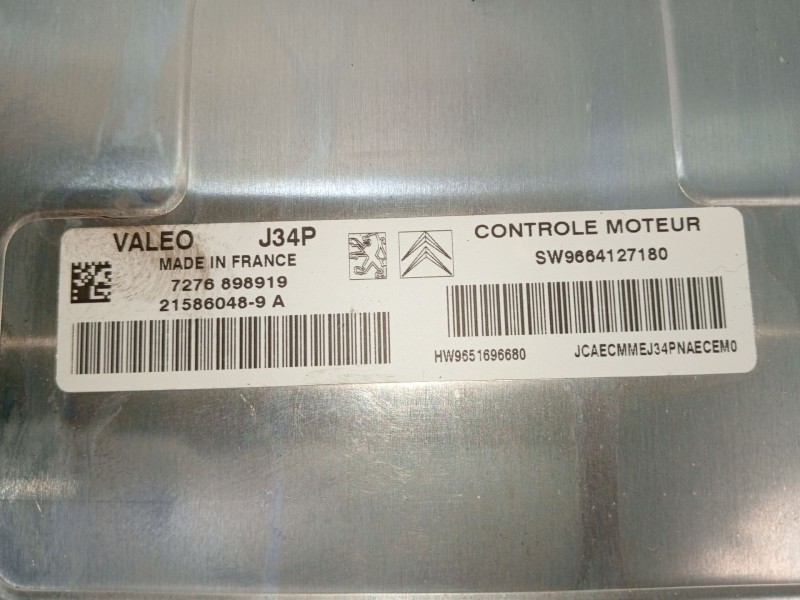 VALEO J34P
MADE IN FRANCE
7276 898919
21586048-9 A
CONTROLE MOTEUR
SW9664127180
HW9651696680 JCAECMMEJ34PNAECEM0